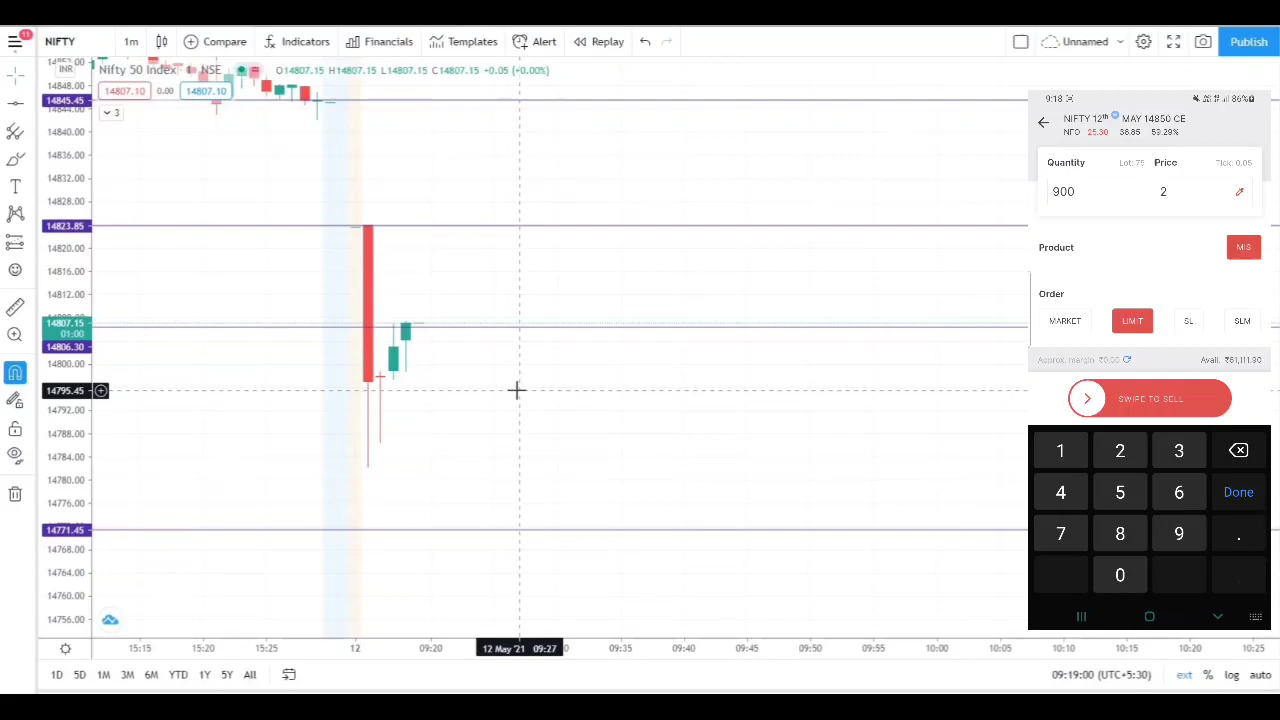 11
NIFTY 1m Compare Indicators Financials Templates Alert Replay Unnamed Publish
INR Nifty 50 Index 1 NSE O14807.15 H14807.15 L14807.15 C14807.15 +0.05 (+0.00%)
14807.10 0.00 14807.10
3
14848.00
14845.45
14844.00
14840.00
14836.00
14832.00
14828.00
14823.85
14820.00
14816.00
14812.00
14807.15
01:00
14806.30
14800.00
14795.45
14792.00
14788.00
14784.00
14780.00
14776.00
14771.45
14768.00
14764.00
14760.00
14756.00
15:15 15:20 15:25 12 09:20 12 May '21 09:27 09:35 09:40 09:45 09:50 09:55 10:00 10:05 10:10 10:15 10:20 10:25
1D 5D 1M 3M 6M YTD 1Y 5Y All 09:19:00 (UTC+5:30) ext % log auto
9:18 86%
NIFTY 12th MAY 14850 CE
NFO 25.30 36.85 59.29%
Quantity Lot: 75 Price Tick: 0.05
900 2
Product MIS
Order
MARKET LIMIT SL SLM
Approx. margin ₹0.00 Avail. ₹61,111.90
SWIPE TO SELL
1 2 3
4 5 6 Done
7 8 9 .
0